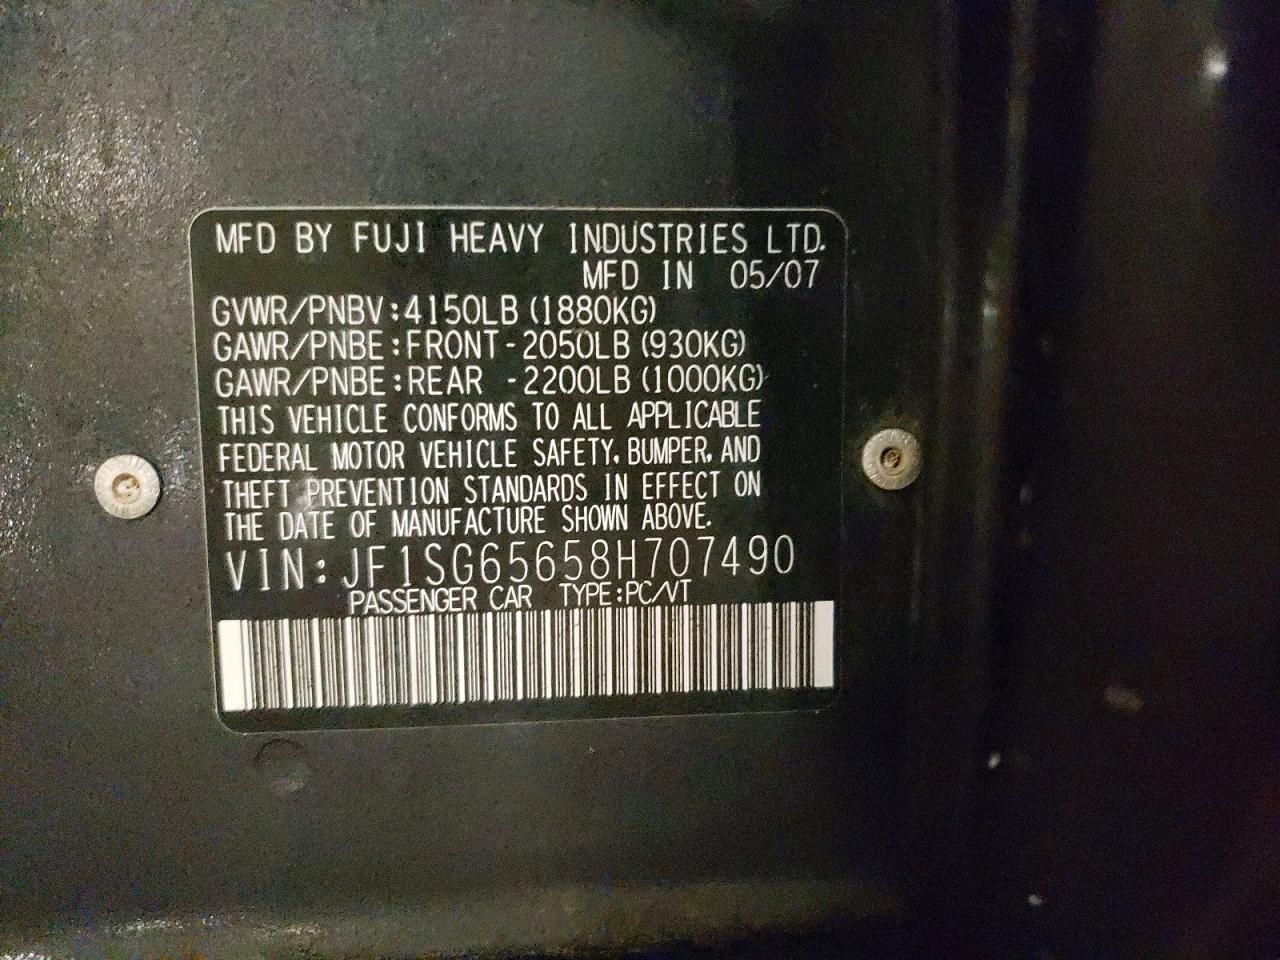 MFD BY FUJI HEAVY INDUSTRIES LTD.
MFD IN 05/07
GVWR/PNBV:4150LB(1880KG)
GAWR/PNBE:FRONT-2050LB(930KG)
GAWR/PNBE:REAR -2200LB(1000KG)
THIS VEHICLE CONFORMS TO ALL APPLICABLE
FEDERAL MOTOR VEHICLE SAFETY, BUMPER, AND
THEFT PREVENTION STANDARDS IN EFFECT ON
THE DATE OF MANUFACTURE SHOWN ABOVE.
VIN:JF1SG65658H707490
PASSENGER CAR TYPE:PC/VT